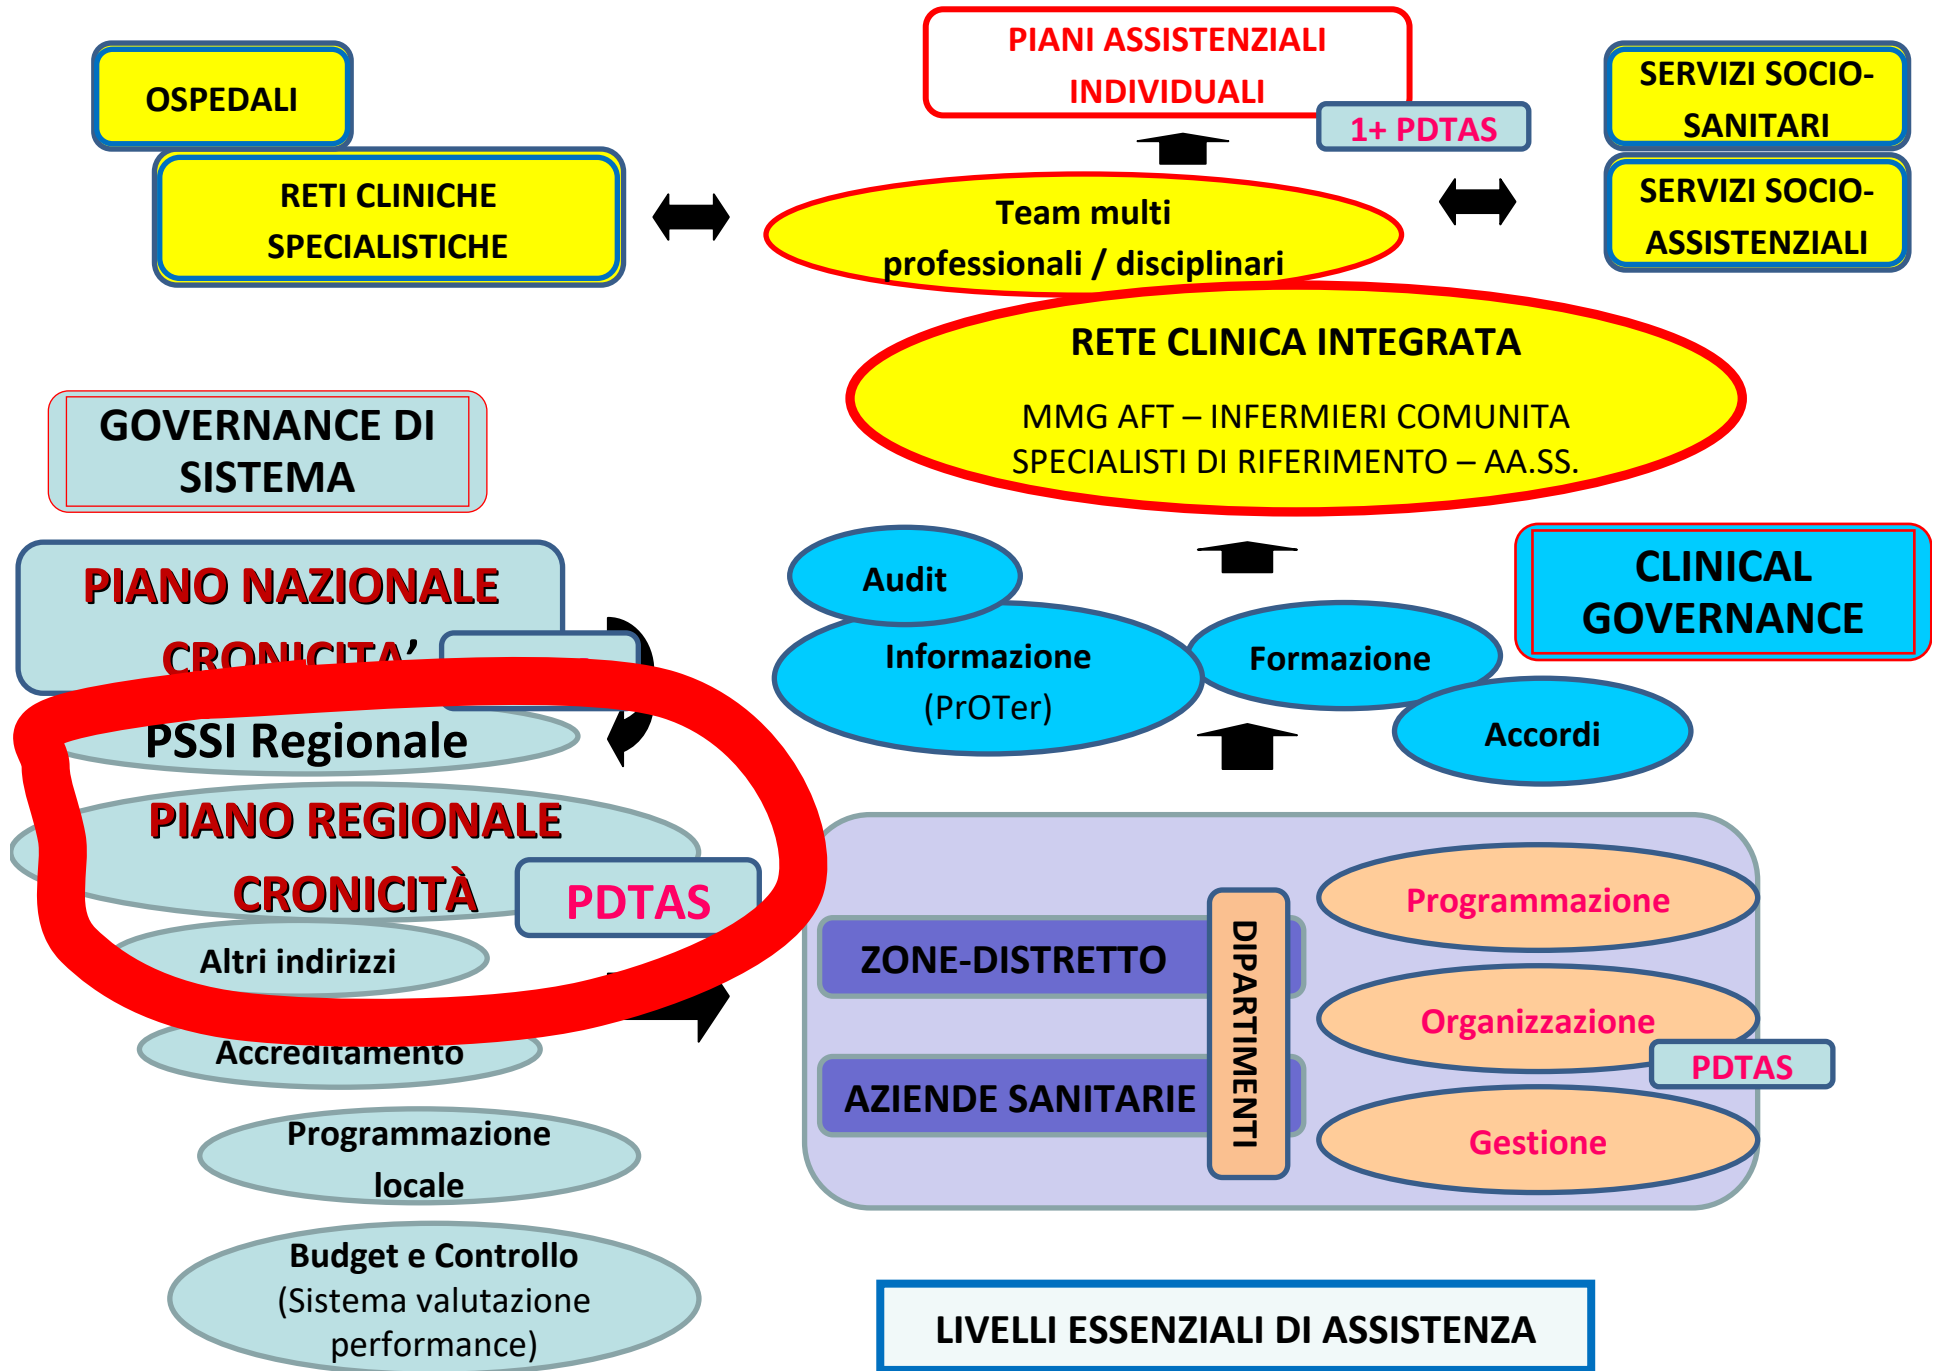 OSPEDALI
RETI CLINICHE
SPECIALISTICHE
PIANI ASSISTENZIALI
INDIVIDUALI
1+ PDTAS
SERVIZI SOCIO-
SANITARI
SERVIZI SOCIO-
ASSISTENZIALI
Team multi
professionali / disciplinari
RETE CLINICA INTEGRATA
MMG AFT – INFERMIERI COMUNITA
SPECIALISTI DI RIFERIMENTO – AA.SS.
GOVERNANCE DI
SISTEMA
PIANO NAZIONALE
CRONICITA’
PSSI Regionale
PIANO REGIONALE
CRONICITÀ
PDTAS
Altri indirizzi
Accreditamento
Programmazione
locale
Budget e Controllo
(Sistema valutazione
performance)
Audit
Informazione
(PrOTer)
Formazione
Accordi
CLINICAL
GOVERNANCE
ZONE-DISTRETTO
AZIENDE SANITARIE
DIPARTIMENTI
Programmazione
Organizzazione
PDTAS
Gestione
LIVELLI ESSENZIALI DI ASSISTENZA